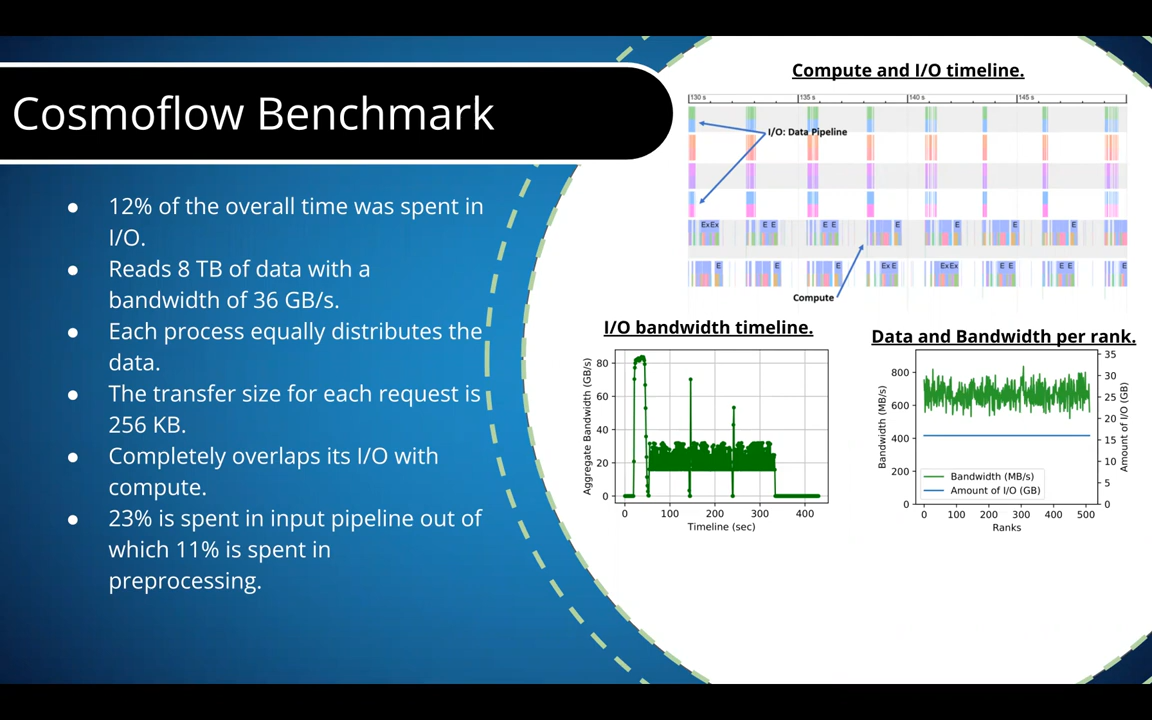 Cosmoflow Benchmark
● 12% of the overall time was spent in
I/O.
● Reads 8 TB of data with a
bandwidth of 36 GB/s.
● Each process equally distributes the
data.
● The transfer size for each request is
256 KB.
● Completely overlaps its I/O with
compute.
● 23% is spent in input pipeline out of
which 11% is spent in
preprocessing.
Compute and I/O timeline.
130 s 135 s 140 s 145 s
I/O: Data Pipeline
ExEx E E E E E E E E E E
Compute
E E E Ex E ExEx E E E E E
I/O bandwidth timeline.
Aggregate Bandwidth (GB/s)
80
60
40
20
0
0 100 200 300 400
Timeline (sec)
Data and Bandwidth per rank.
Bandwidth (MB/s)
800
600
400
200
0
Bandwidth (MB/s)
Amount of I/O (GB)
35
30
25
20
15
10
5
0
Amount of I/O (GB)
0 100 200 300 400 500
Ranks